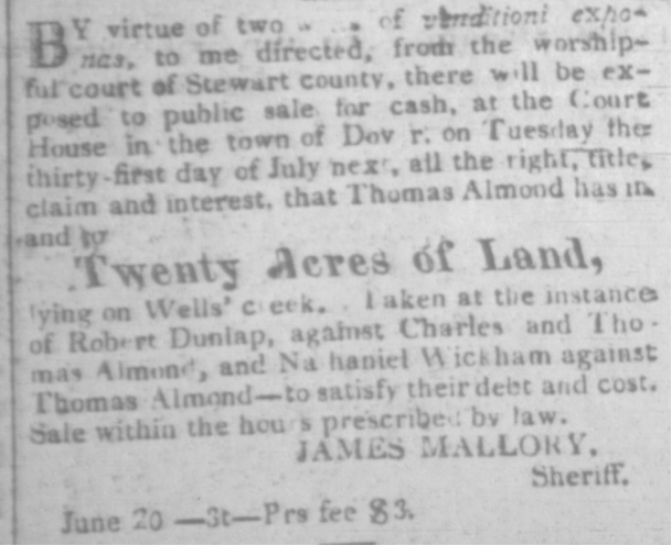 BY virtue of two of venditioni expo-
nas, to me directed, from the worship-
ful court of Stewart county, there will be ex-
posed to public sale for cash, at the Court
House in the town of Dover, on Tuesday the
thirty-first day of July next, all the right, title,
claim and interest, that Thomas Almond has in
and to
Twenty Acres of Land,
lying on Wells' creek. Taken at the instance
of Robert Dunlap, against Charles and Tho-
mas Almond, and Nathaniel Wickham against
Thomas Almond—to satisfy their debt and cost.
Sale within the hours prescribed by law.
JAMES MALLORY,
Sheriff.
June 20 —3t—Prs fee $3.